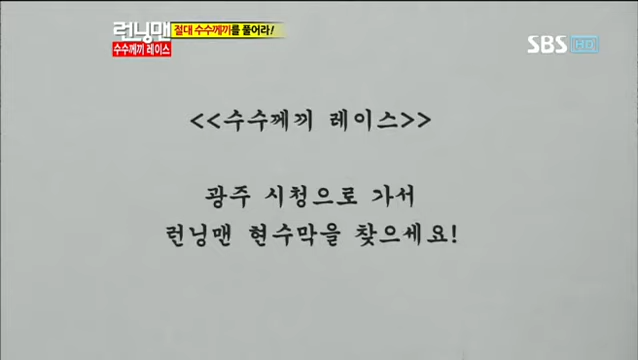 런닝맨 절대 수수께끼를 풀어라!
수수께끼 레이스
SBS HD
<<수수께끼 레이스>>
광주 시청으로 가서
런닝맨 현수막을 찾으세요!